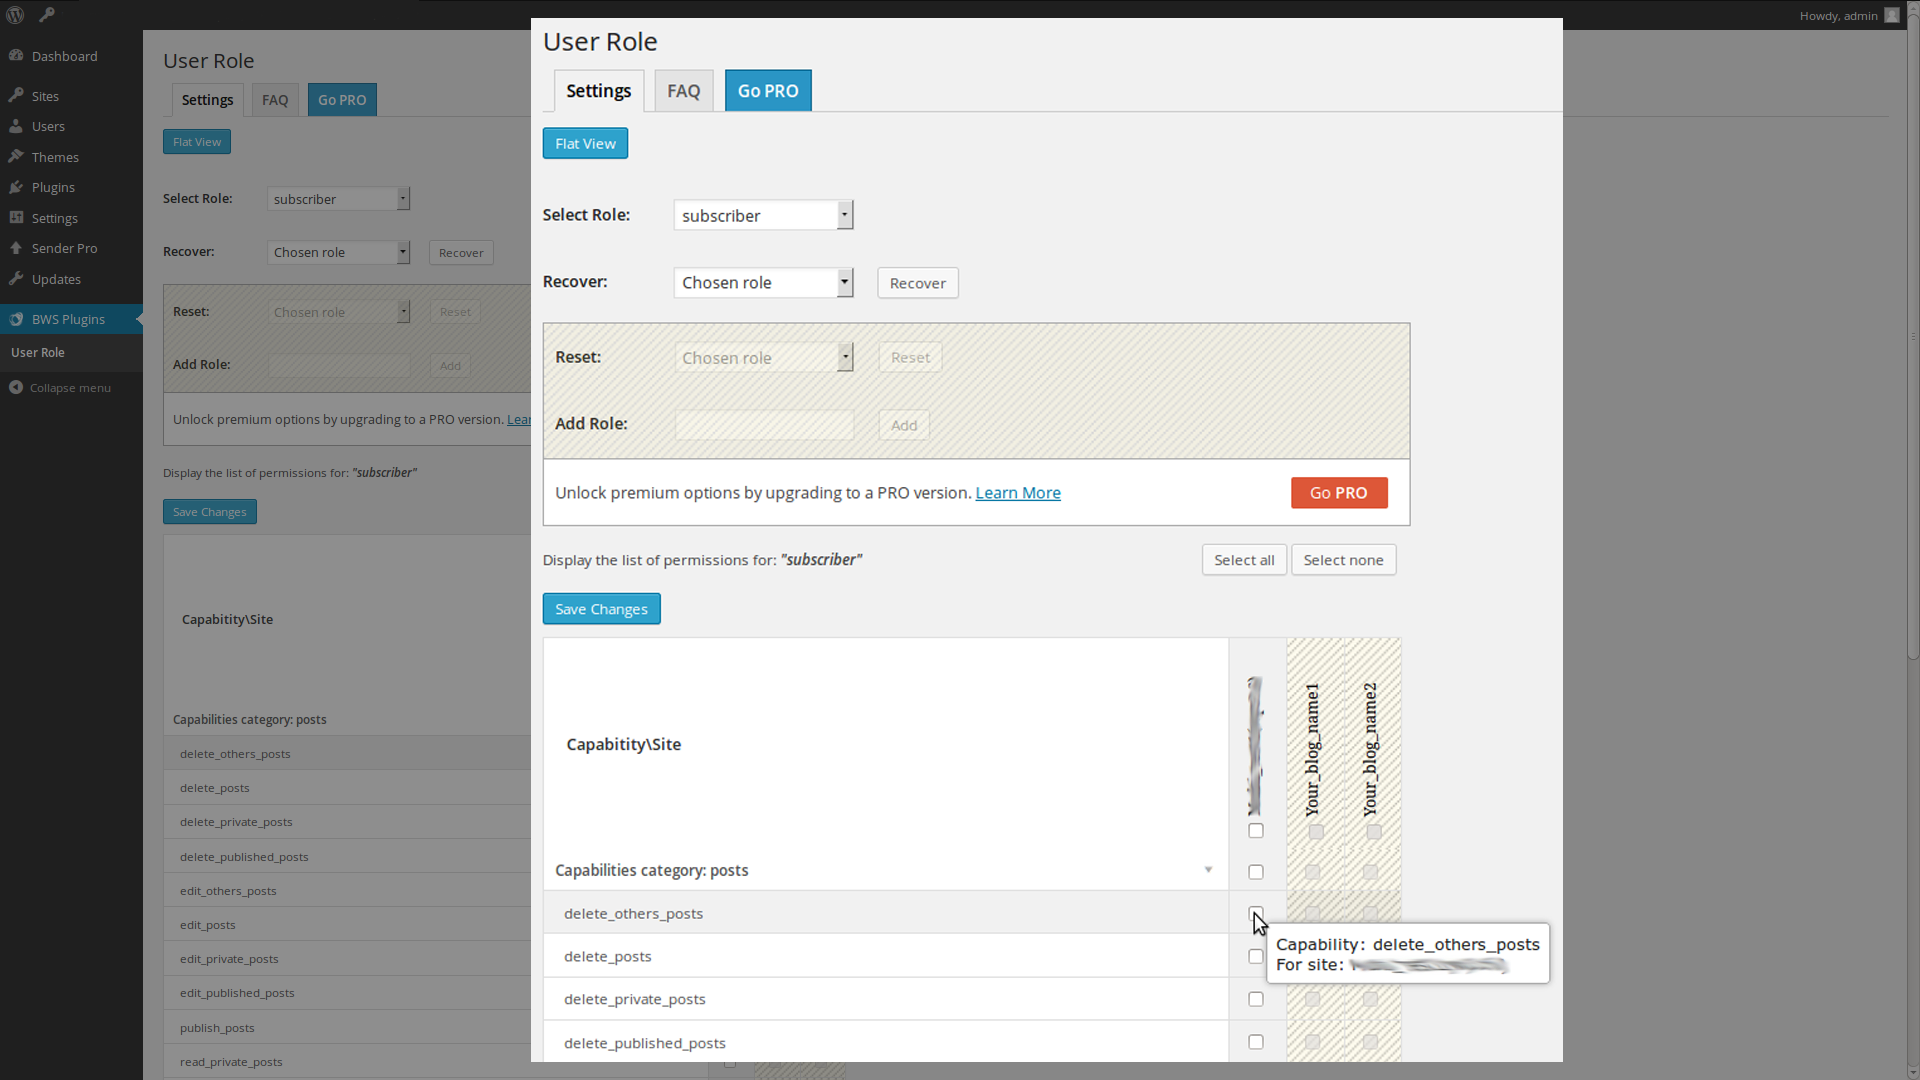 Howdy, admin
Dashboard
Sites
Users
Themes
Plugins
Settings
Sender Pro
Updates
BWS Plugins
User Role
Collapse menu
User Role
Settings
FAQ
Go PRO
Flat View
Select Role:
subscriber
Recover:
Chosen role
Recover
Reset:
Chosen role
Reset
Add Role:
Add
Unlock premium options by upgrading to a PRO version.
Display the list of permissions for: "subscriber"
Save Changes
Capabitity\Site
Capabilities category: posts
delete_others_posts
delete_posts
delete_private_posts
delete_published_posts
edit_others_posts
edit_posts
edit_private_posts
edit_published_posts
publish_posts
read_private_posts
User Role
Settings
FAQ
Go PRO
Flat View
Select Role:
subscriber
Recover:
Chosen role
Recover
Reset:
Chosen role
Reset
Add Role:
Add
Unlock premium options by upgrading to a PRO version. Learn More
Go PRO
Display the list of permissions for: "subscriber"
Select all
Select none
Save Changes
Capabitity\Site
Your_blog_name1
Your_blog_name2
Capabilities category: posts
delete_others_posts
delete_posts
delete_private_posts
delete_published_posts
Capability: delete_others_posts
For site: